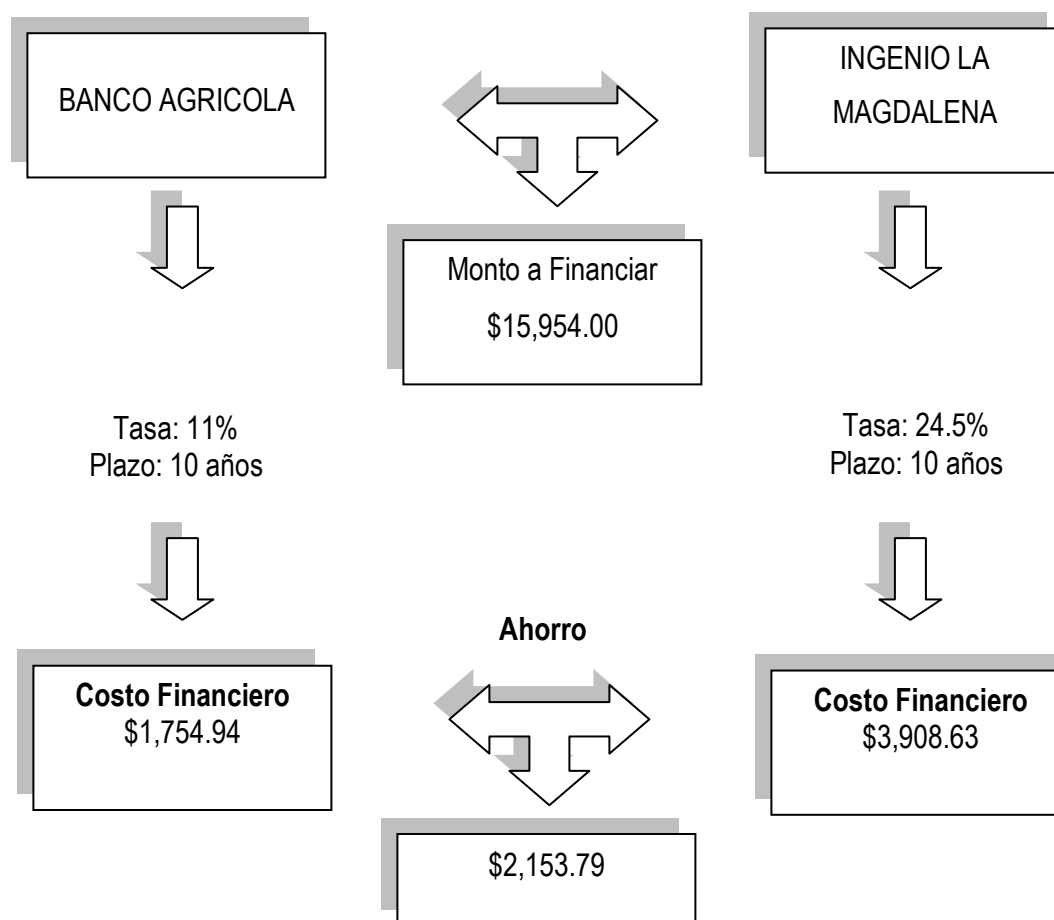 BANCO AGRICOLA
INGENIO LA
MAGDALENA
Monto a Financiar
$15,954.00
Tasa: 11%
Plazo: 10 años
Tasa: 24.5%
Plazo: 10 años
Ahorro
Costo Financiero
$1,754.94
Costo Financiero
$3,908.63
$2,153.79